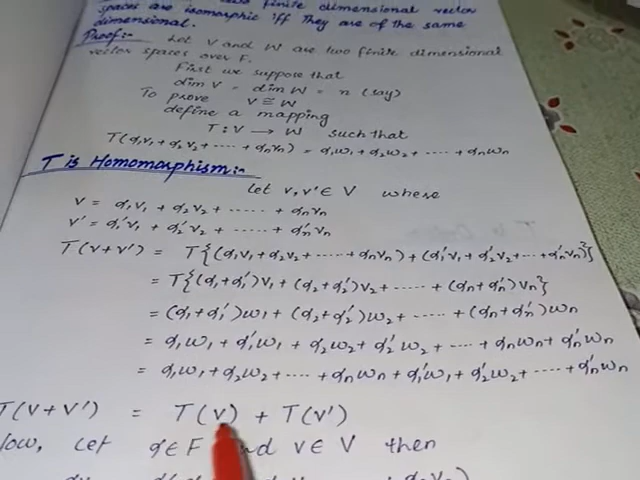 finite dimensional vector
spaces are isomorphic iff they are of the same
dimensional.
Proof:- Let V and W are two finite dimensional
vector spaces over F.
First we suppose that
dim V = dim W = n (say)
To prove V ≅ W
define a mapping
T : V → W such that
T(α₁v₁ + α₂v₂ + ..... + αₙvₙ) = α₁w₁ + α₂w₂ + ..... + αₙwₙ
T is Homomorphism:-
Let v, v' ∈ V where
v = α₁v₁ + α₂v₂ + ...... + αₙvₙ
v' = α₁'v₁ + α₂'v₂ + ...... + αₙ'vₙ
T(v+v') = T{(α₁v₁+α₂v₂+.....+αₙvₙ)+(α₁'v₁+α₂'v₂+...+αₙ'vₙ)}
= T{(α₁+α₁')v₁ + (α₂+α₂')v₂ + ..... + (αₙ+αₙ')vₙ}
= (α₁+α₁')w₁ + (α₂+α₂')w₂ + ..... + (αₙ+αₙ')wₙ
= α₁w₁ + α₁'w₁ + α₂w₂ + α₂'w₂ + .... + αₙwₙ + αₙ'wₙ
= α₁w₁ + α₂w₂ + .... + αₙwₙ + α₁'w₁ + α₂'w₂ + .... + αₙ'wₙ
T(v+v') = T(v) + T(v')
Now, Let α∈F and v∈V then